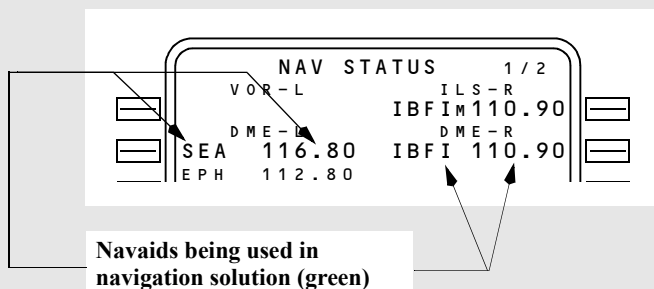 NAV STATUS 1/2
VOR-L ILS-R
IBFIM110.90
DME-L DME-R
SEA 116.80 IBFI 110.90
EPH 112.80
Navaids being used in
navigation solution (green)